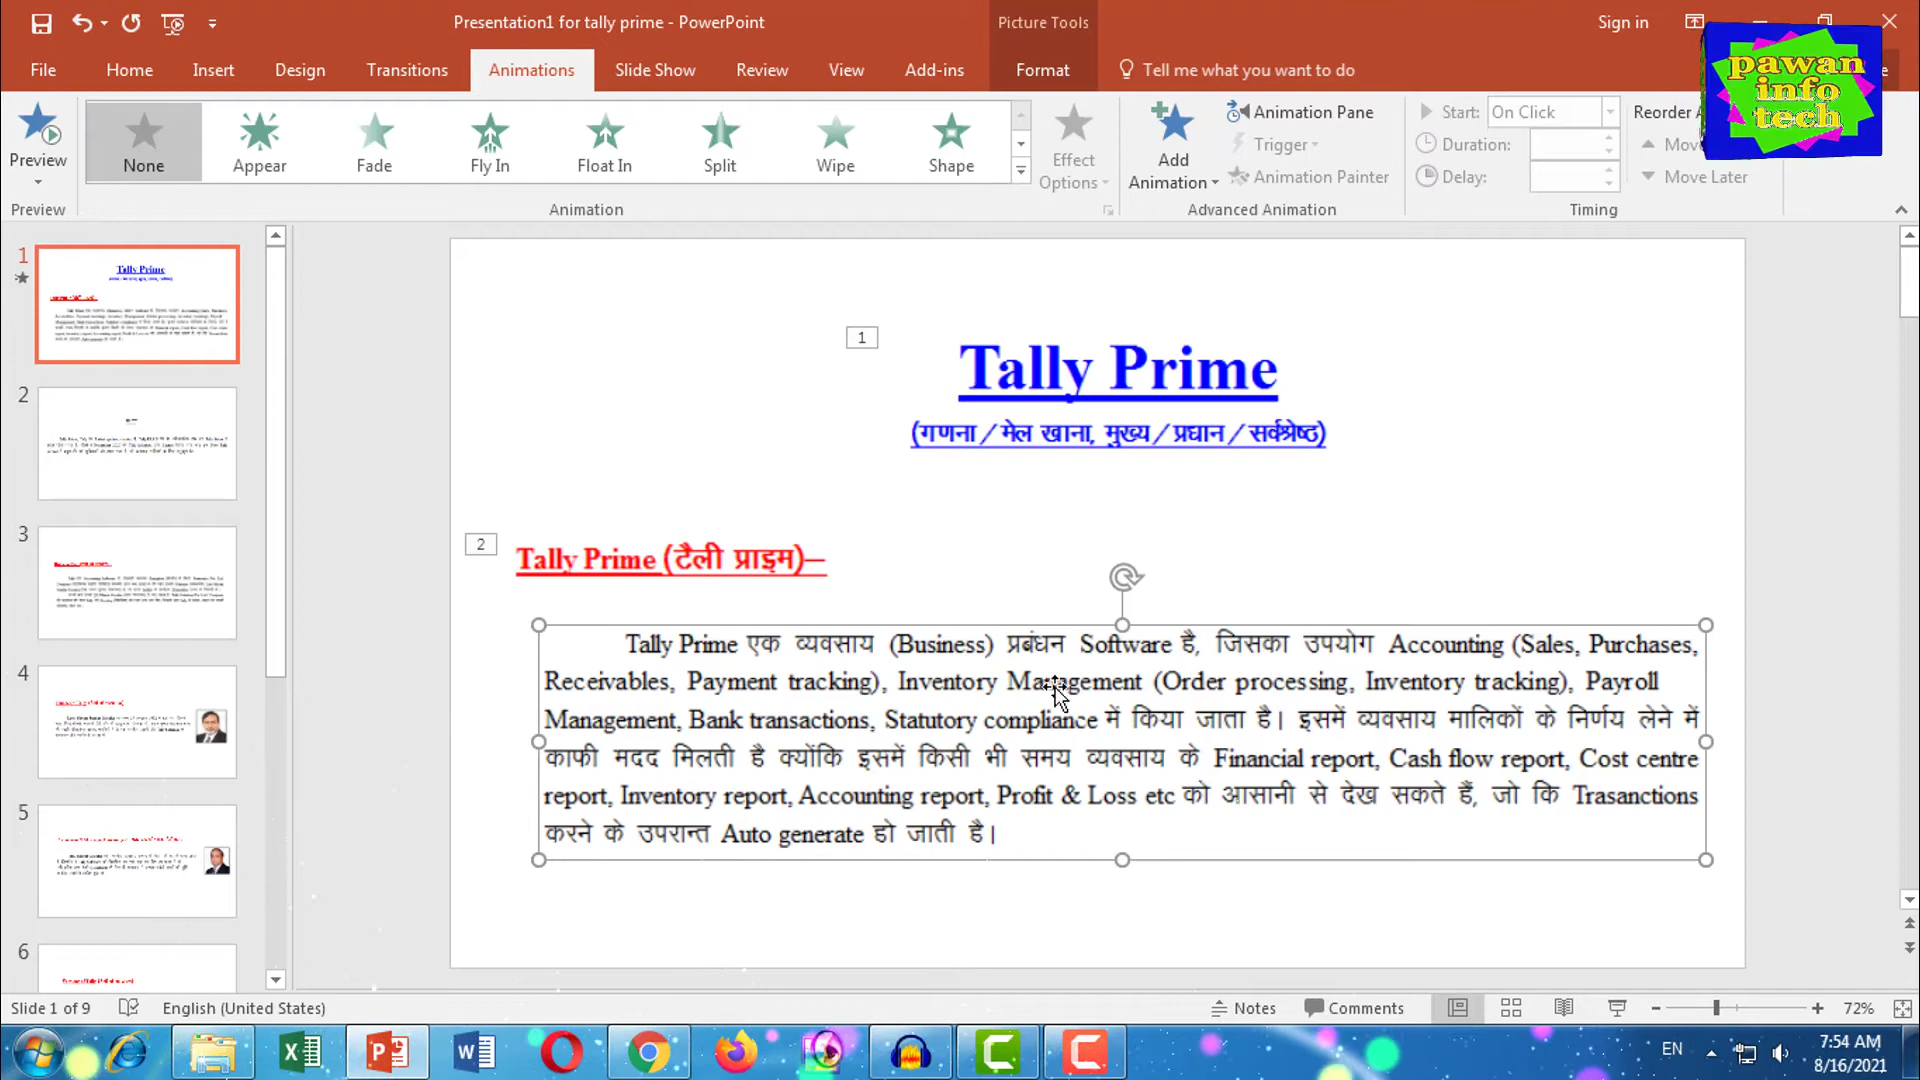 Presentation1 for tally prime - PowerPoint
Picture Tools
Sign in
File
Home
Insert
Design
Transitions
Animations
Slide Show
Review
View
Add-ins
Format
Tell me what you want to do
pawan
info
tech
Preview
None
Appear
Fade
Fly In
Float In
Split
Wipe
Shape
Effect
Options
Add
Animation
Animation Pane
Trigger
Animation Painter
Start:
On Click
Duration:
Delay:
Reorder
Move Later
Preview
Animation
Advanced Animation
Timing
1
2
3
4
5
6
1
Tally Prime
(गणना/मेल खाना, मुख्य/प्रधान/सर्वश्रेष्ठ)
2
Tally Prime (टैली प्राइम)–
Tally Prime एक व्यवसाय (Business) प्रबंधन Software है, जिसका उपयोग Accounting (Sales, Purchases,
Receivables, Payment tracking), Inventory Management (Order processing, Inventory tracking), Payroll
Management, Bank transactions, Statutory compliance में किया जाता है। इसमें व्यवसाय मालिकों के निर्णय लेने में
काफी मदद मिलती है क्योंकि इसमें किसी भी समय व्यवसाय के Financial report, Cash flow report, Cost centre
report, Inventory report, Accounting report, Profit & Loss etc को आसानी से देख सकते हैं, जो कि Trasanctions
करने के उपरान्त Auto generate हो जाती है।
Slide 1 of 9
English (United States)
Notes
Comments
72%
EN
7:54 AM
8/16/2021